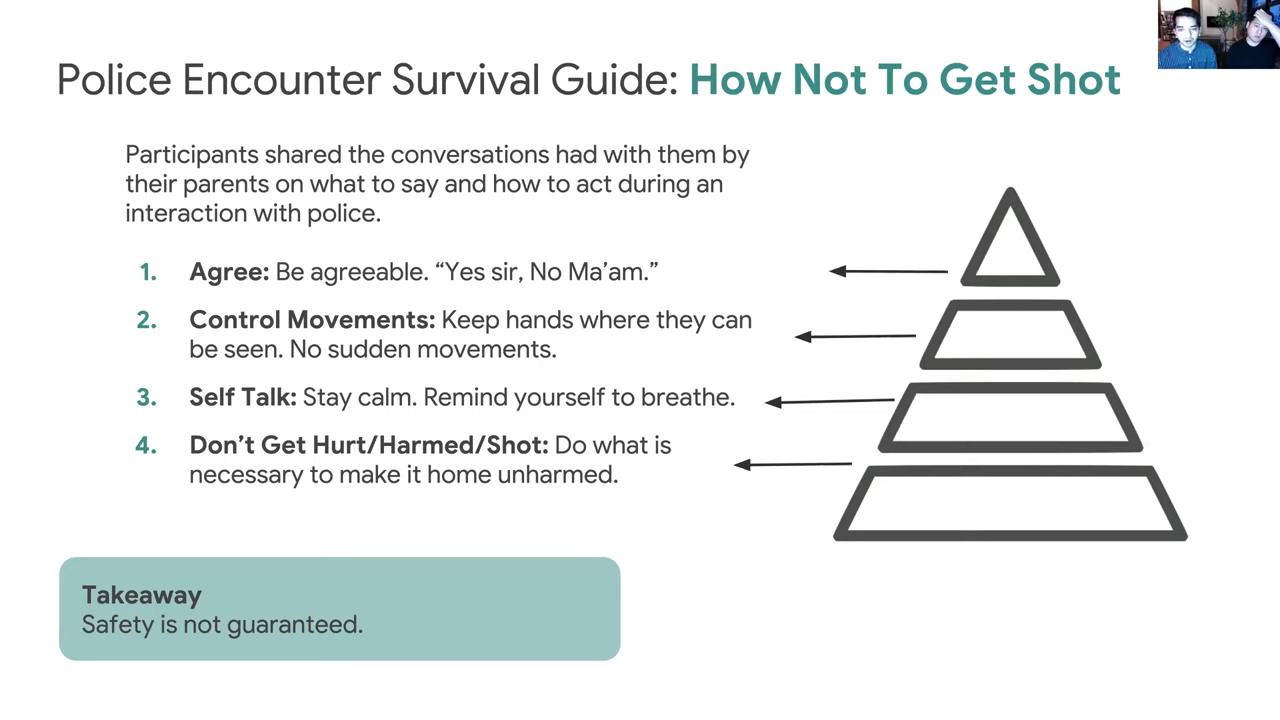 Police Encounter Survival Guide: How Not To Get Shot
Participants shared the conversations had with them by
their parents on what to say and how to act during an
interaction with police.
1. Agree: Be agreeable. “Yes sir, No Ma’am.”
2. Control Movements: Keep hands where they can
be seen. No sudden movements.
3. Self Talk: Stay calm. Remind yourself to breathe.
4. Don’t Get Hurt/Harmed/Shot: Do what is
necessary to make it home unharmed.
Takeaway
Safety is not guaranteed.